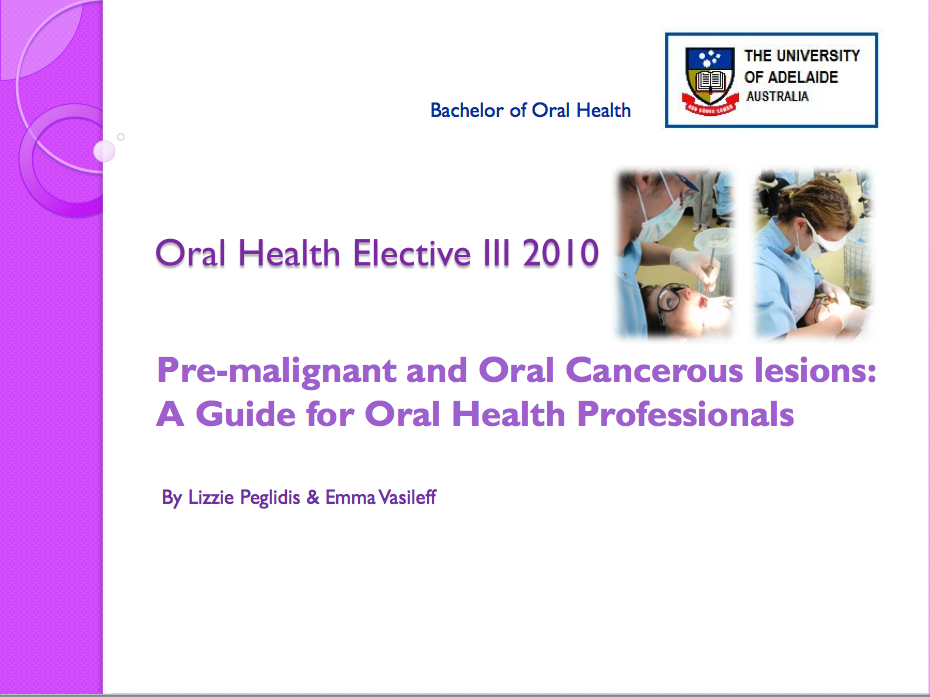 THE UNIVERSITY
OF ADELAIDE
AUSTRALIA
Bachelor of Oral Health
Oral Health Elective III 2010
Pre-malignant and Oral Cancerous lesions:
A Guide for Oral Health Professionals
By Lizzie Peglidis & Emma Vasileff